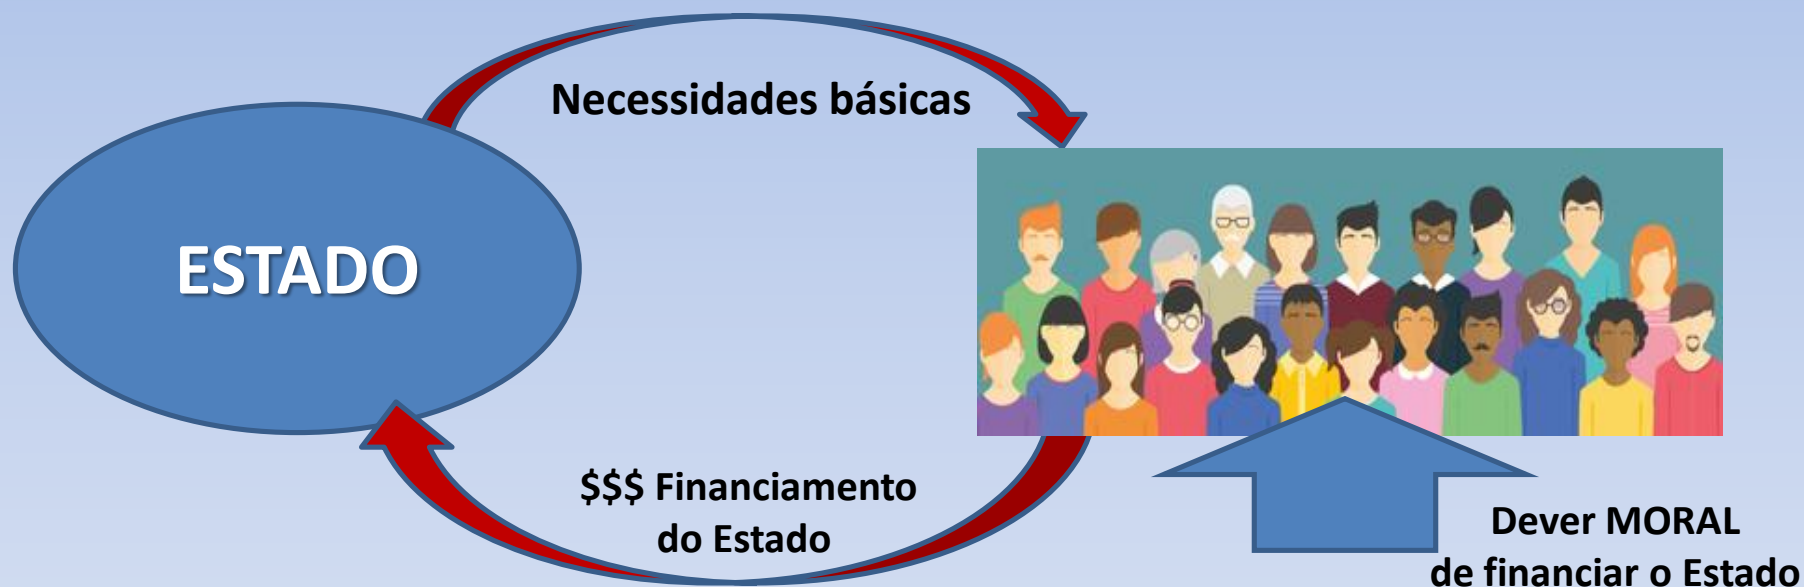 Necessidades básicas
ESTADO
$$$ Financiamento
do Estado
Dever MORAL
de financiar o Estado